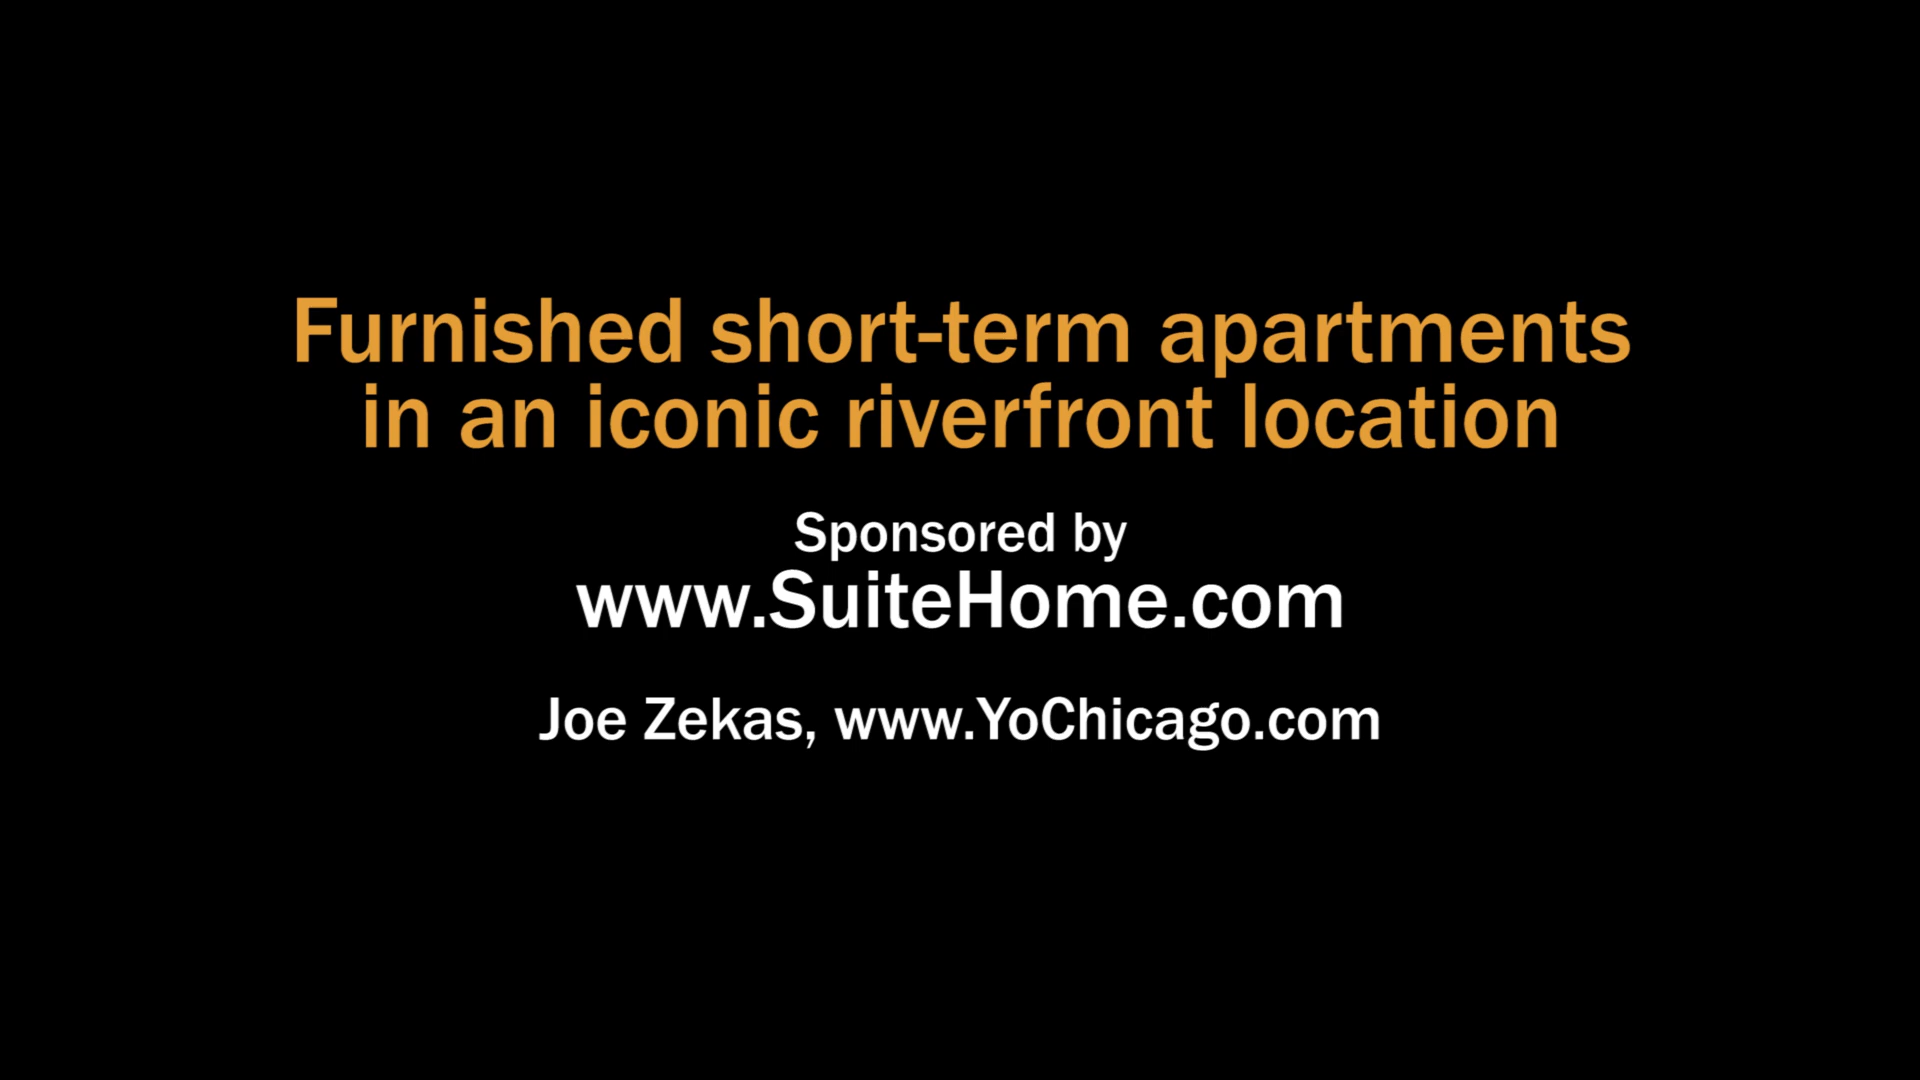 Furnished short-term apartments
in an iconic riverfront location
Sponsored by
www.SuiteHome.com
Joe Zekas, www.YoChicago.com